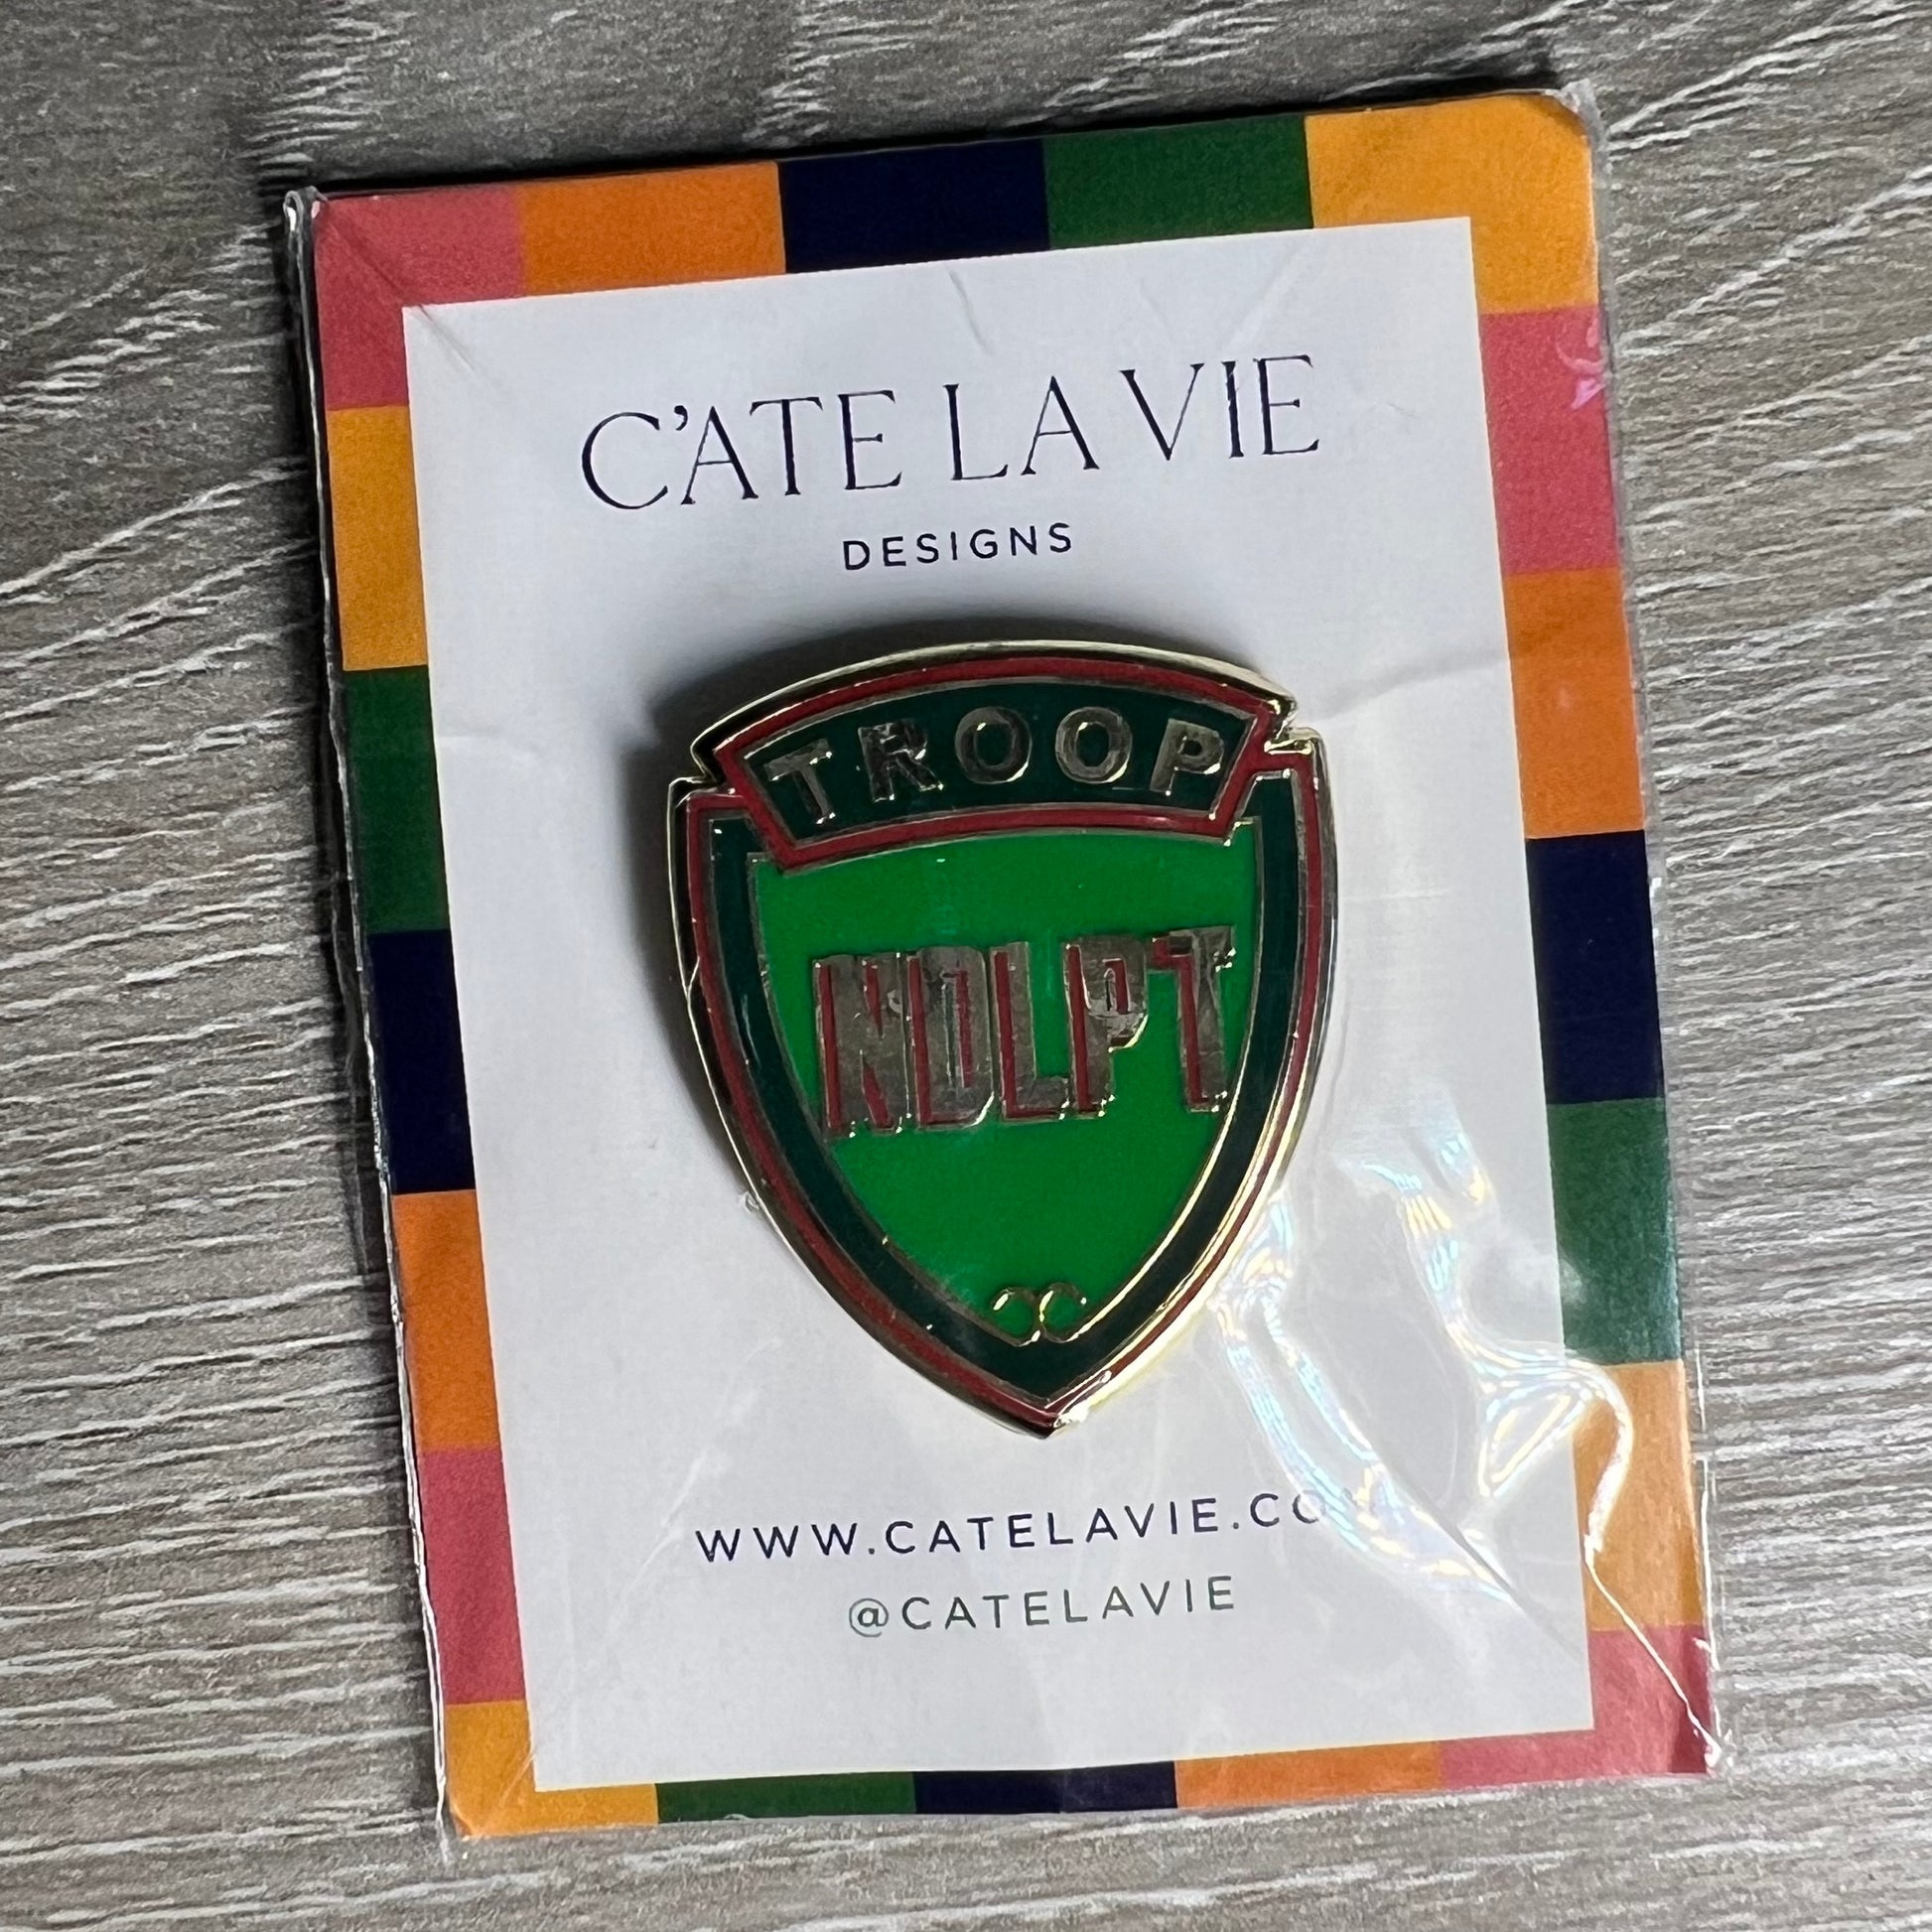 C'ATE LA VIE
DESIGNS
TROOP
NDLPT
WWW.CATELAVIE.CO
@CATELAVIE